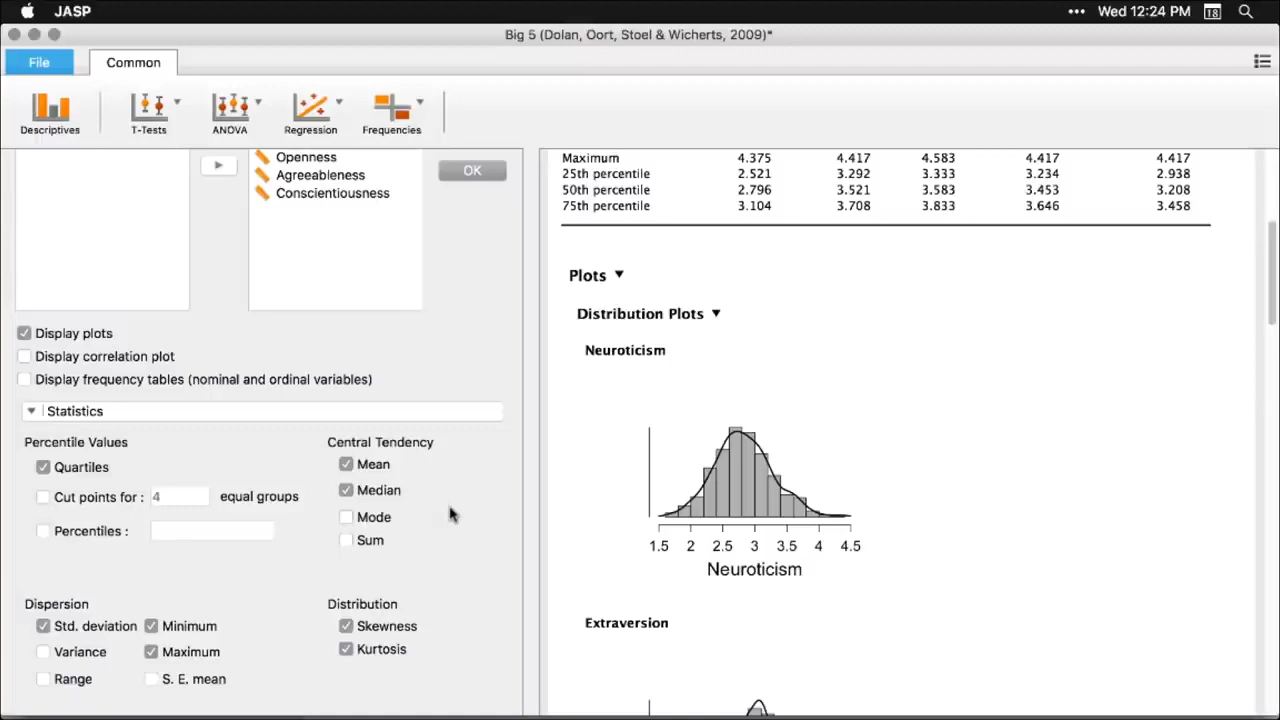 JASP
••• Wed 12:24 PM 18
Big 5 (Dolan, Oort, Stoel & Wicherts, 2009)*
File Common
Descriptives T-Tests ANOVA Regression Frequencies
Openness
Agreeableness
Conscientiousness
OK
Display plots
Display correlation plot
Display frequency tables (nominal and ordinal variables)
Statistics
Percentile Values
Quartiles
Cut points for : 4 equal groups
Percentiles :
Central Tendency
Mean
Median
Mode
Sum
Dispersion
Std. deviation Minimum
Variance Maximum
Range S. E. mean
Distribution
Skewness
Kurtosis
Maximum 4.375 4.417 4.583 4.417 4.417
25th percentile 2.521 3.292 3.333 3.234 2.938
50th percentile 2.796 3.521 3.583 3.453 3.208
75th percentile 3.104 3.708 3.833 3.646 3.458
Plots
Distribution Plots
Neuroticism
1.5 2 2.5 3 3.5 4 4.5
Neuroticism
Extraversion